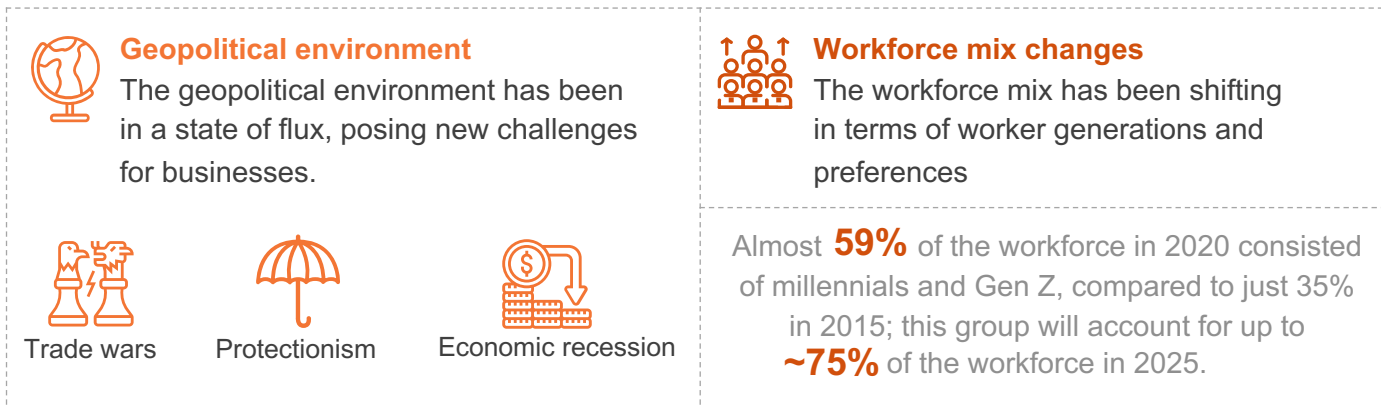 Geopolitical environment
The geopolitical environment has been
in a state of flux, posing new challenges
for businesses.
Trade wars
Protectionism
Economic recession
Workforce mix changes
The workforce mix has been shifting
in terms of worker generations and
preferences
Almost 59% of the workforce in 2020 consisted
of millennials and Gen Z, compared to just 35%
in 2015; this group will account for up to
~75% of the workforce in 2025.